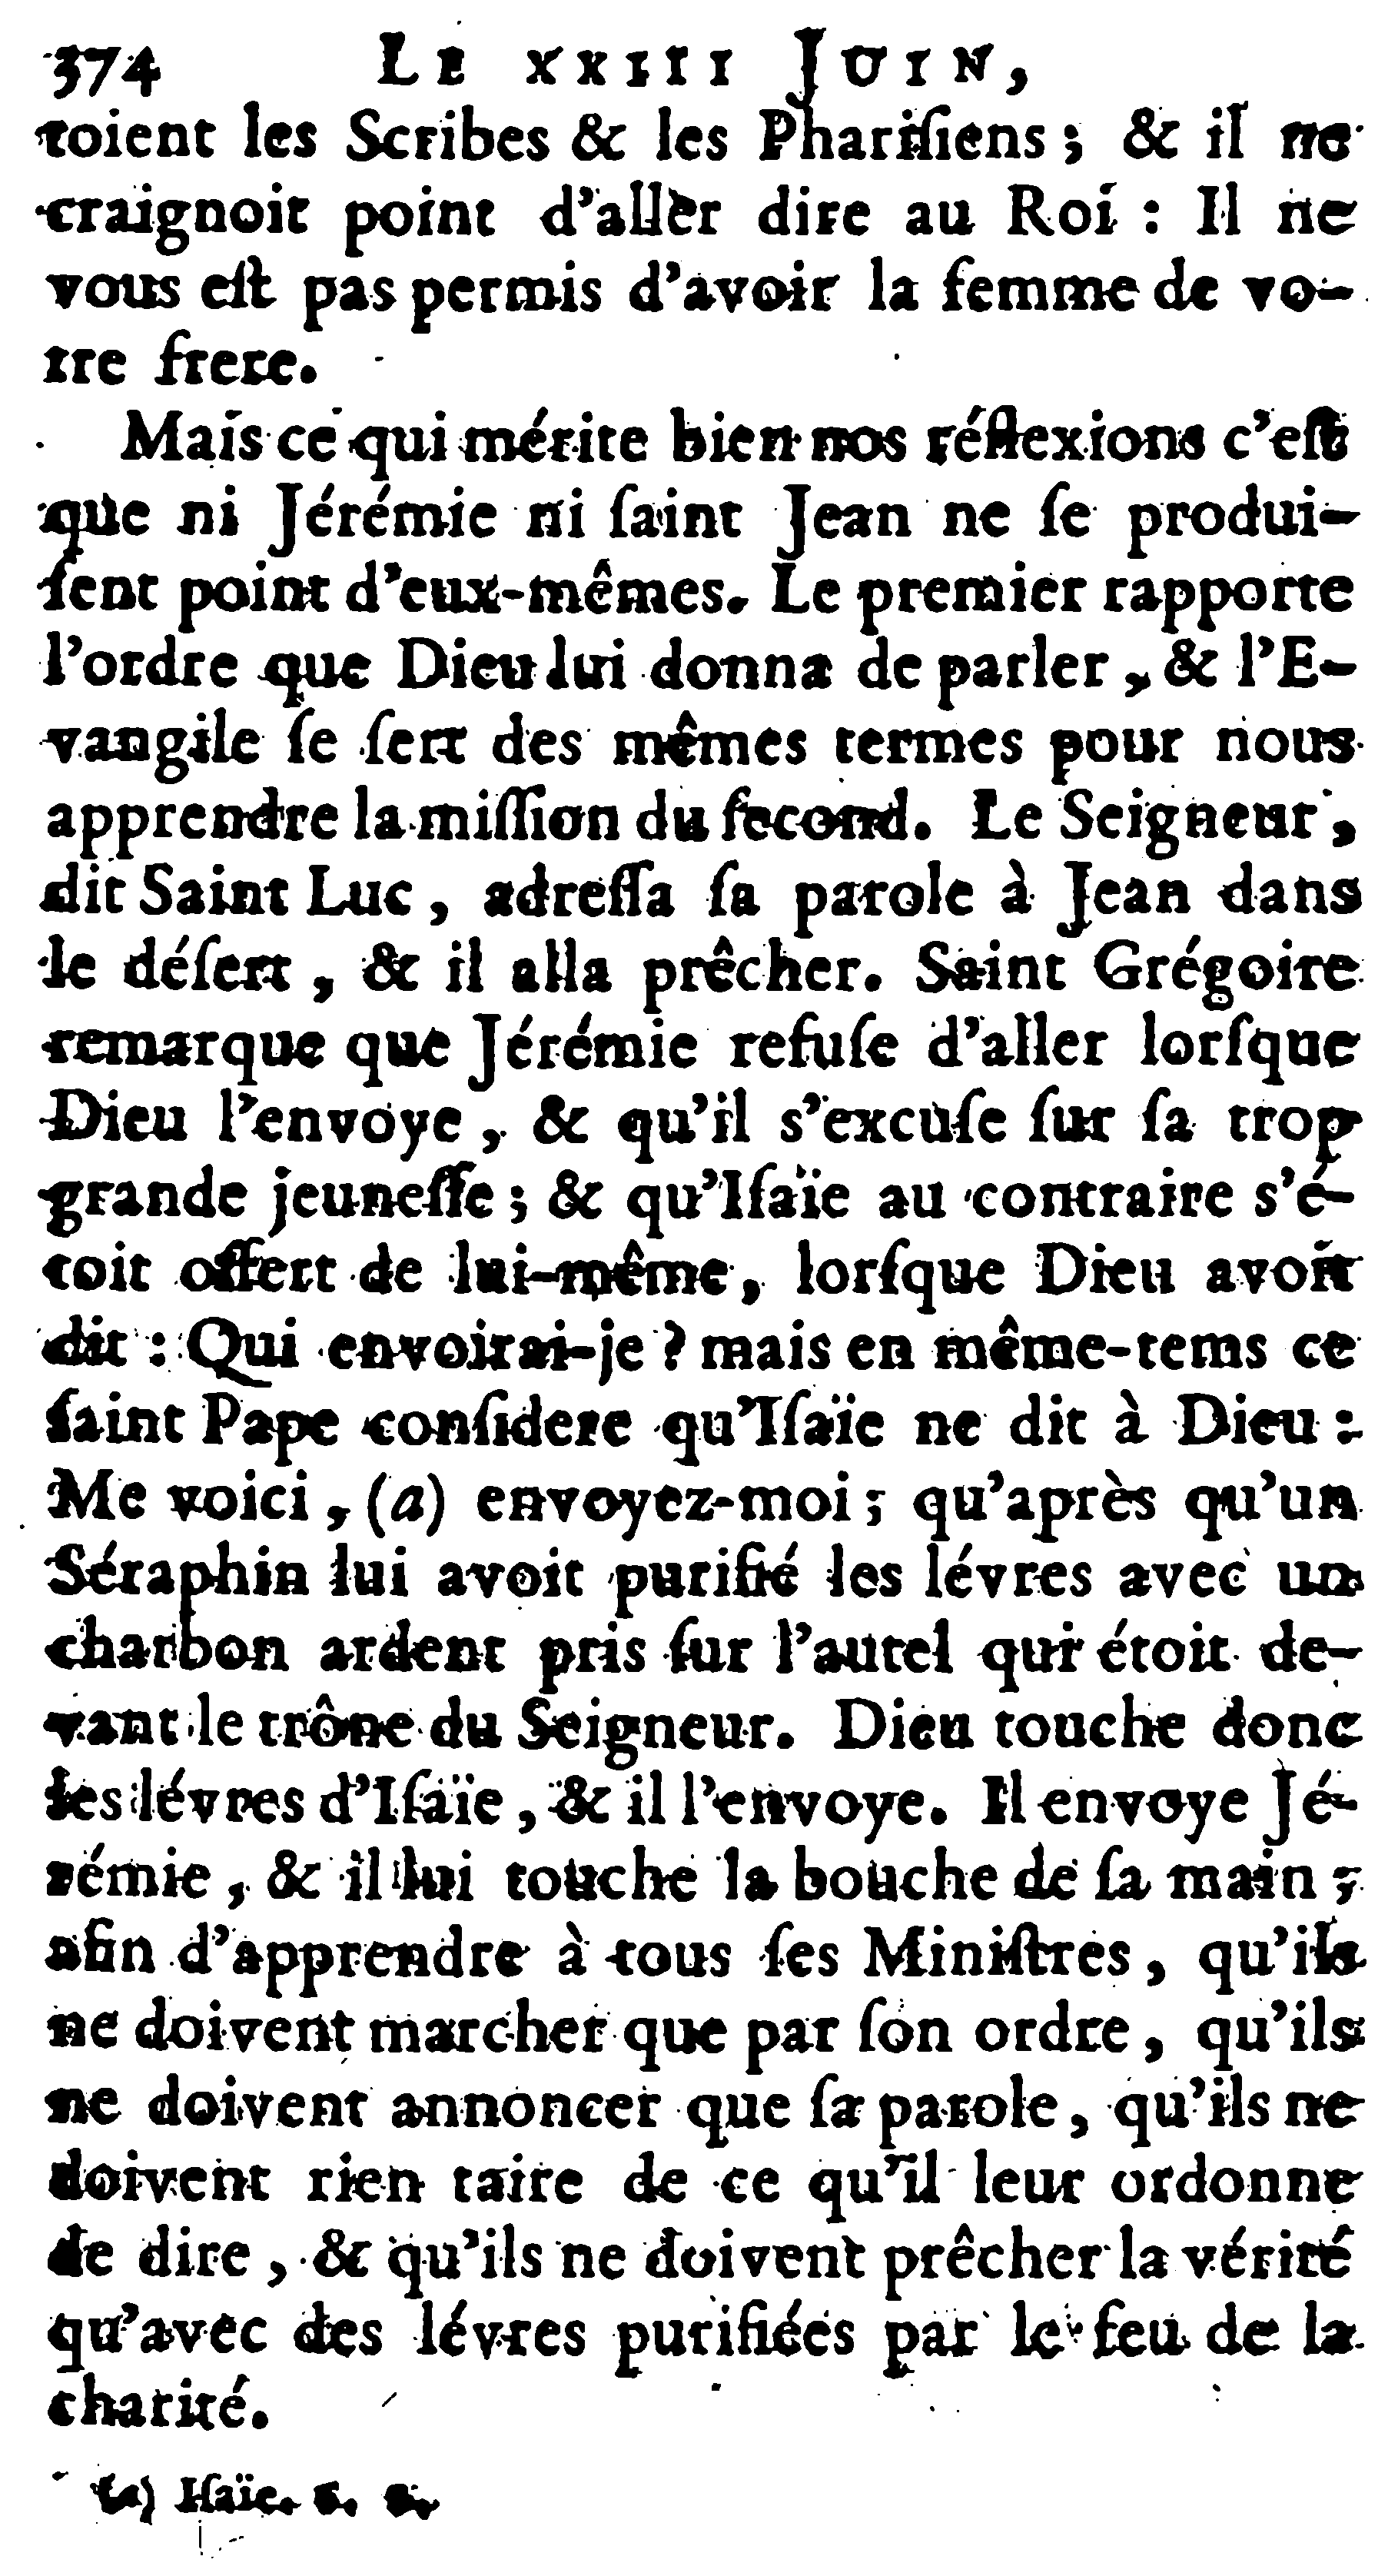 374 LE XXIII JUIN,
toient les Scribes & les Phariſiens ; & il ne
craignoit point d'aller dire au Roi : Il ne
vous eſt pas permis d'avoir la femme de vo-
tre frere.
Mais ce qui mérite bien nos réflexions c'eſt
que ni Jérémie ni ſaint Jean ne ſe produi-
ſent point d'eux-mêmes. Le premier rapporte
l'ordre que Dieu lui donna de parler, & l'E-
vangile ſe ſert des mêmes termes pour nous
apprendre la miſſion du ſecond. Le Seigneur,
dit Saint Luc, adreſſa ſa parole à Jean dans
le déſert, & il alla prêcher. Saint Grégoire
remarque que Jérémie refuſe d'aller lorſque
Dieu l'envoye, & qu'il s'excuſe ſur ſa trop
grande jeuneſſe ; & qu'Iſaïe au contraire s'é-
toit offert de lui-même, lorſque Dieu avoit
dit : Qui envoirai-je ? mais en même-tems ce
ſaint Pape conſidere qu'Iſaïe ne dit à Dieu :
Me voici, (a) envoyez-moi ; qu'après qu'un
Séraphin lui avoit purifié les lévres avec un
charbon ardent pris ſur l'autel qui étoit de-
vant le trône du Seigneur. Dieu touche donc
les lévres d'Iſaïe, & il l'envoye. Il envoye Jé-
rémie, & il lui touche la bouche de ſa main ;
afin d'apprendre à tous ſes Miniſtres, qu'ils
ne doivent marcher que par ſon ordre, qu'ils
ne doivent annoncer que ſa parole, qu'ils ne
doivent rien taire de ce qu'il leur ordonne
de dire, & qu'ils ne doivent prêcher la vérité
qu'avec des lévres purifiées par le feu de la
charité.
(a) Iſaïe.